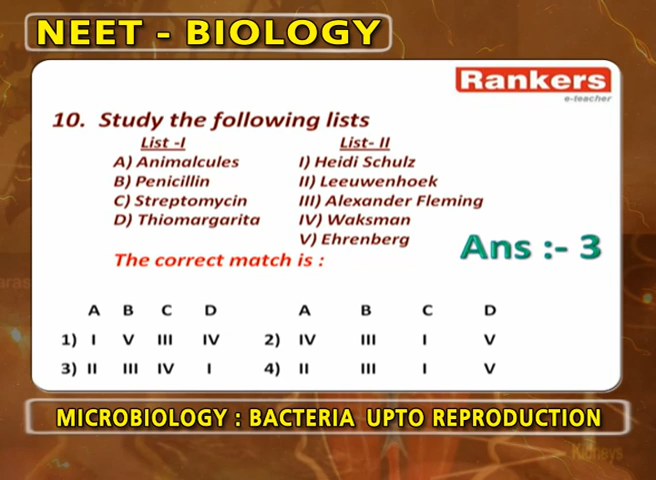 NEET - BIOLOGY
Rankers
e-teacher
10. Study the following lists
List -I List- II
A) Animalcules I) Heidi Schulz
B) Penicillin II) Leeuwenhoek
C) Streptomycin III) Alexander Fleming
D) Thiomargarita IV) Waksman
V) Ehrenberg
Ans :- 3
The correct match is :
A B C D A B C D
1) I V III IV 2) IV III I V
3) II III IV I 4) II III I V
MICROBIOLOGY : BACTERIA UPTO REPRODUCTION
Kidneys